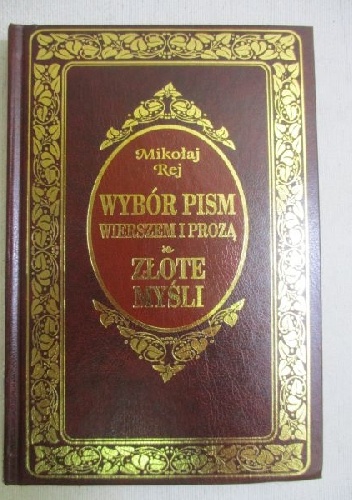 Mikołaj
Rej
WYBÓR PISM
WIERSZEM I PROZĄ
ZŁOTE
MYŚLI